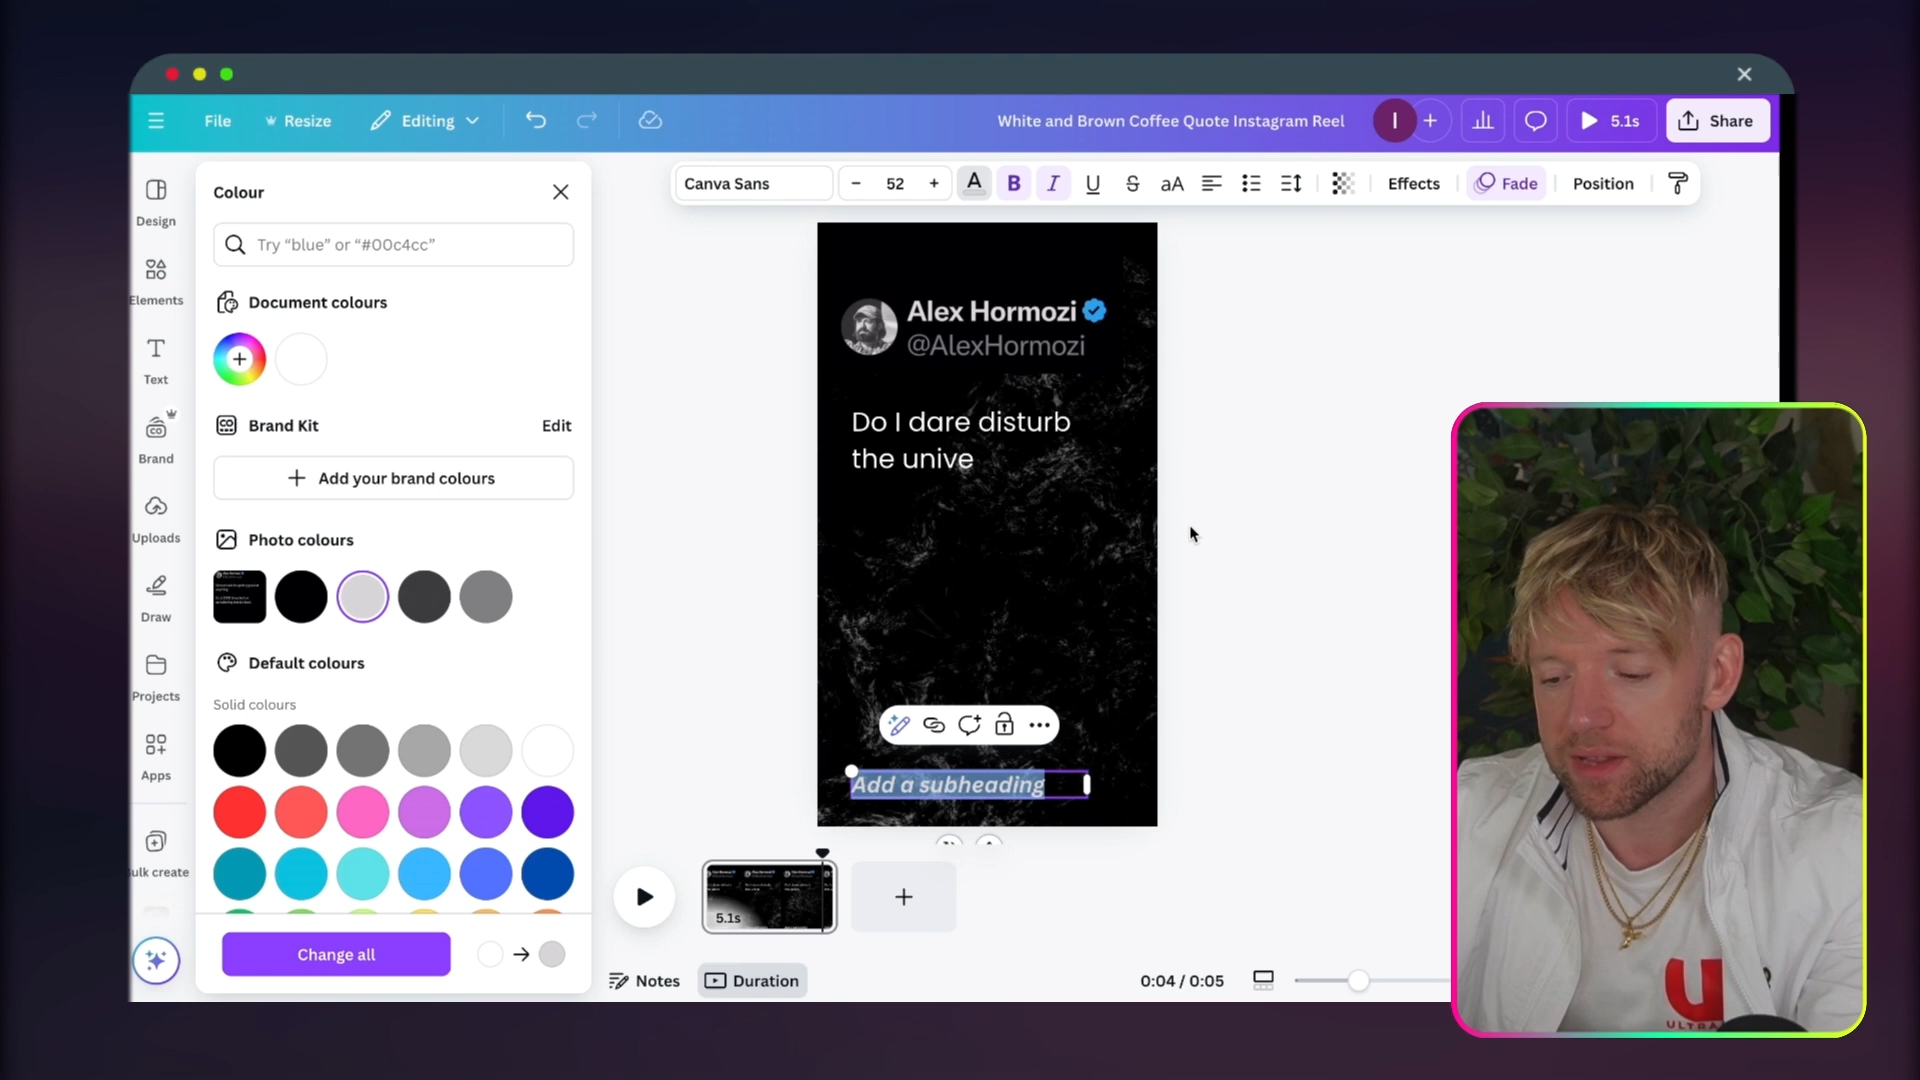 File
Resize
Editing
White and Brown Coffee Quote Instagram Reel
I
5.1s
Share
Design
Elements
Text
Brand
Uploads
Draw
Projects
Apps
ulk create
Colour
Try “blue” or “#00c4cc”
Document colours
Brand Kit
Edit
Add your brand colours
Photo colours
Default colours
Solid colours
Change all
Canva Sans
52
A
B
I
U
S
aA
Effects
Fade
Position
Alex Hormozi
@AlexHormozi
Do I dare disturb
the unive
Add a subheading
5.1s
Notes
Duration
0:04 / 0:05
U
ULTRA